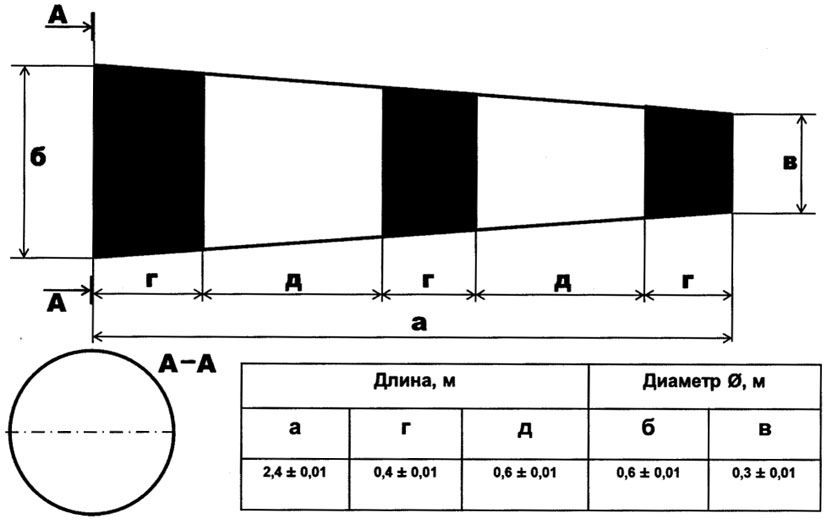 А
б
в
А
г
д
г
д
г
а
А–А
Длина, м
Диаметр Ø, м
а
г
д
б
в
2,4 ± 0,01
0,4 ± 0,01
0,6 ± 0,01
0,6 ± 0,01
0,3 ± 0,01